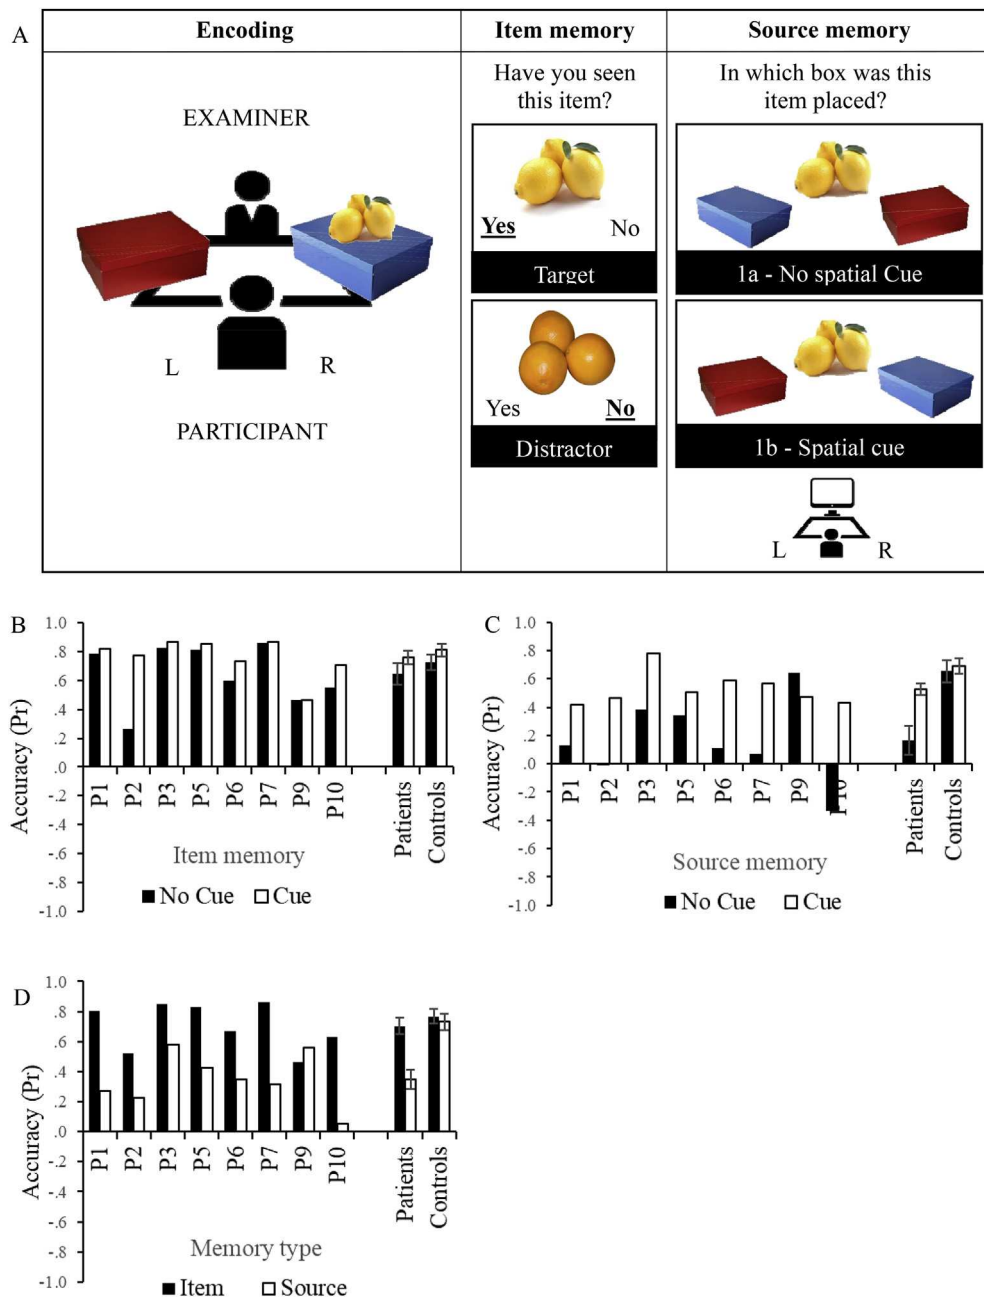 A
Encoding
Item memory
Source memory
EXAMINER
L R
PARTICIPANT
Have you seen
this item?
Yes No
Target
Yes No
Distractor
In which box was this
item placed?
1a - No spatial Cue
1b - Spatial cue
L R
B
Accuracy (Pr)
1.0
.8
.6
.4
.2
.0
-.2
-.4
-.6
-.8
-1.0
P1 P2 P3 P5 P6 P7 P9 P10 Patients Controls
Item memory
No Cue Cue
C
Accuracy (Pr)
1.0
.8
.6
.4
.2
.0
-.2
-.4
-.6
-.8
-1.0
P1 P2 P3 P5 P6 P7 P9 P10 Patients Controls
Source memory
No Cue Cue
D
Accuracy (Pr)
1.0
.8
.6
.4
.2
.0
-.2
-.4
-.6
-.8
-1.0
P1 P2 P3 P5 P6 P7 P9 P10 Patients Controls
Memory type
Item Source